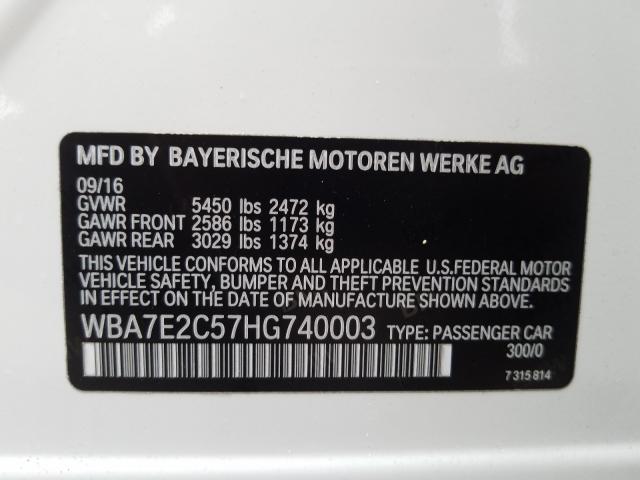 MFD BY BAYERISCHE MOTOREN WERKE AG
09/16
GVWR 5450 lbs 2472 kg
GAWR FRONT 2586 lbs 1173 kg
GAWR REAR 3029 lbs 1374 kg
THIS VEHICLE CONFORMS TO ALL APPLICABLE U.S.FEDERAL MOTOR
VEHICLE SAFETY, BUMPER AND THEFT PREVENTION STANDARDS
IN EFFECT ON THE DATE OF MANUFACTURE SHOWN ABOVE.
WBA7E2C57HG740003 TYPE: PASSENGER CAR
300/0
7 315 814